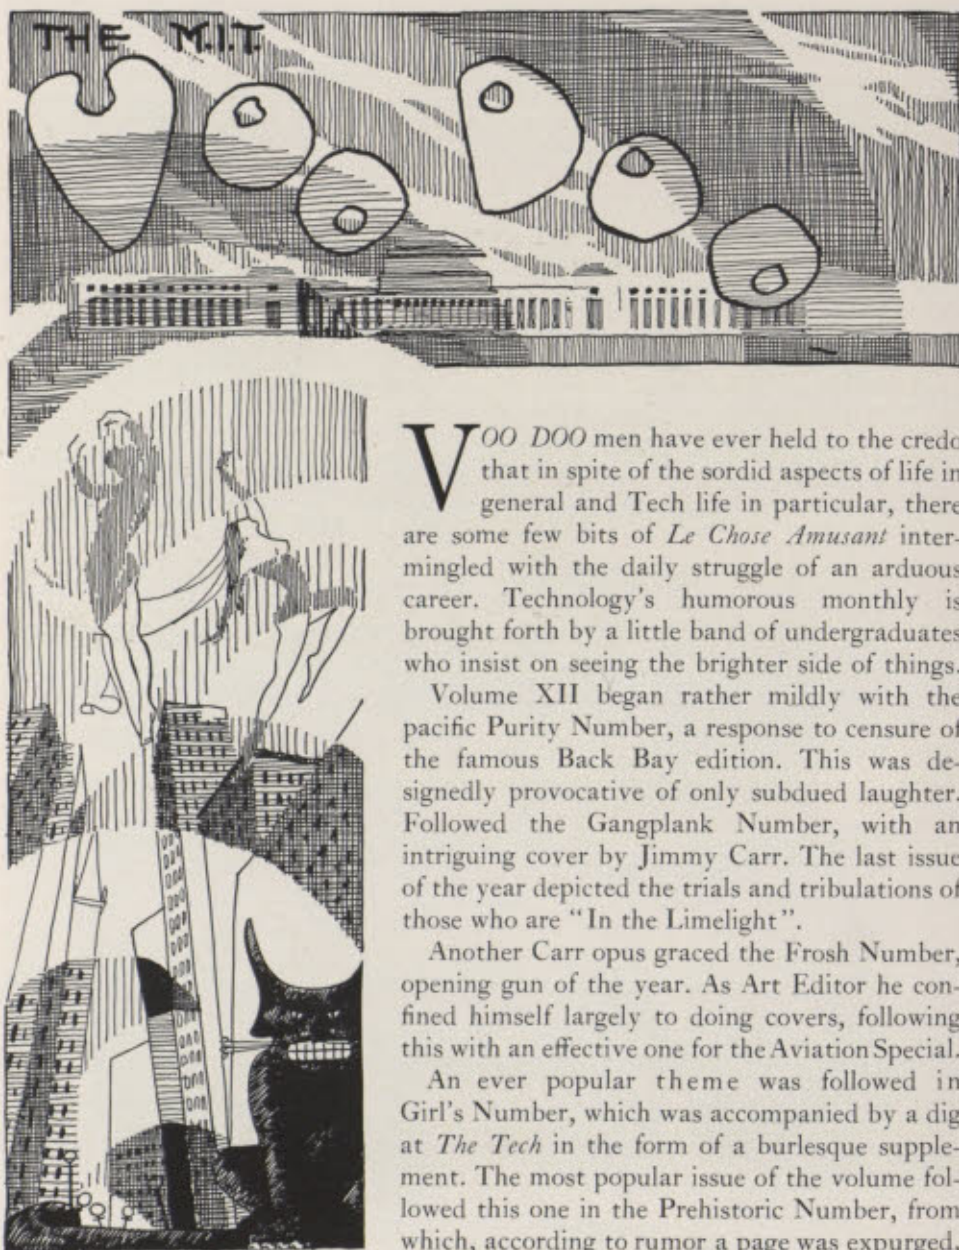 THE M.I.T.
VOO DOO
VOO DOO men have ever held to the credo
that in spite of the sordid aspects of life in
general and Tech life in particular, there
are some few bits of Le Chose Amusant inter-
mingled with the daily struggle of an arduous
career. Technology's humorous monthly is
brought forth by a little band of undergraduates
who insist on seeing the brighter side of things.
Volume XII began rather mildly with the
pacific Purity Number, a response to censure of
the famous Back Bay edition. This was de-
signedly provocative of only subdued laughter.
Followed the Gangplank Number, with an
intriguing cover by Jimmy Carr. The last issue
of the year depicted the trials and tribulations of
those who are "In the Limelight".
Another Carr opus graced the Frosh Number,
opening gun of the year. As Art Editor he con-
fined himself largely to doing covers, following
this with an effective one for the Aviation Special.
An ever popular theme was followed in
Girl's Number, which was accompanied by a dig
at The Tech in the form of a burlesque supple-
ment. The most popular issue of the volume fol-
lowed this one in the Prehistoric Number, from
which, according to rumor a page was expurged.